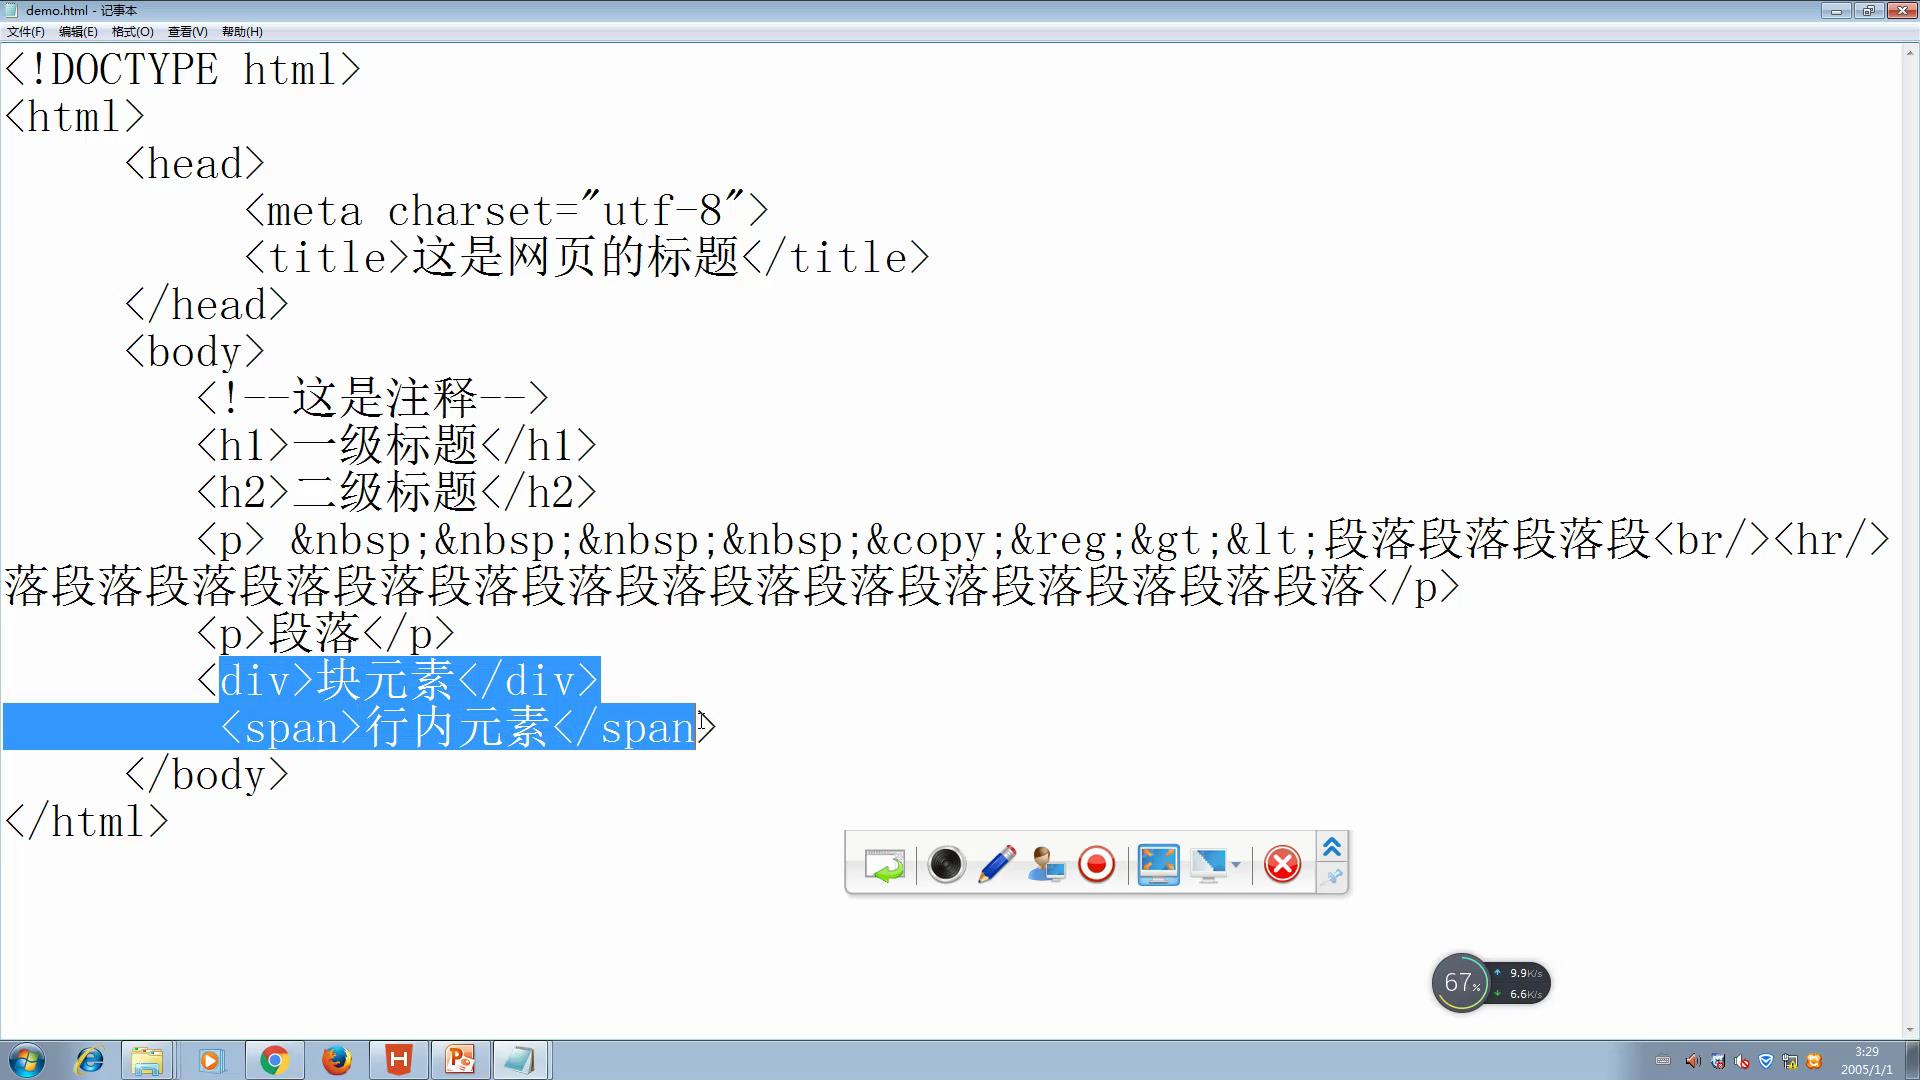 demo.html - 记事本
文件(F) 编辑(E) 格式(O) 查看(V) 帮助(H)
<!DOCTYPE html>
<html>
<head>
<meta charset="utf-8">
<title>这是网页的标题</title>
</head>
<body>
<!--这是注释-->
<h1>一级标题</h1>
<h2>二级标题</h2>
<p> &nbsp;&nbsp;&nbsp;&nbsp;&copy;&reg;&gt;&lt;段落段落段落段<br/><hr/>
落段落段落段落段落段落段落段落段落段落段落段落段落段落段落</p>
<p>段落</p>
<div>块元素</div>
<span>行内元素</span>
</body>
</html>
67%
9.9K/s
6.6K/s
3:29
2005/1/1